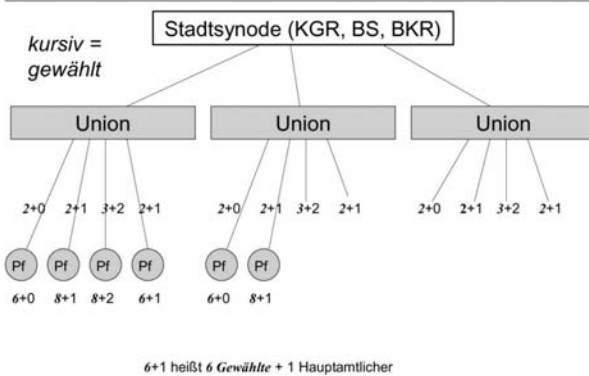 Stadtsynode (KGR, BS, BKR)
kursiv =
gewählt
Union Union Union
2+0 2+1 3+2 2+1 2+0 2+1 3+2 2+1 2+0 2+1 3+2 2+1
Pf Pf Pf Pf Pf Pf
6+0 8+1 8+2 6+1 6+0 8+1
6+1 heißt 6 Gewählte + 1 Hauptamtlicher